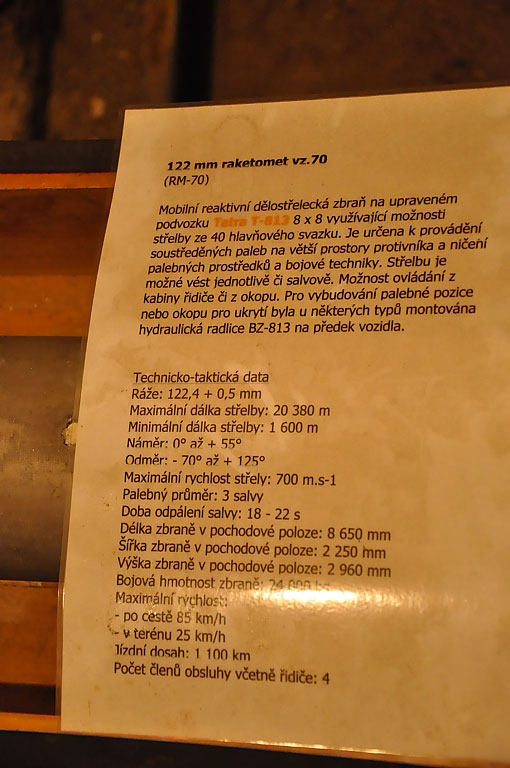 122 mm raketomet vz.70
(RM-70)
Mobilní reaktivní dělostřelecká zbraň na upraveném
podvozku Tatra T-813 8 x 8 využívající možnosti
střelby ze 40 hlavňového svazku. Je určena k provádění
soustředěných paleb na větší prostory protivníka a ničení
palebných prostředků a bojové techniky. Střelbu je
možné vést jednotlivě či salvově. Možnost ovládání z
kabiny řidiče či z okopu. Pro vybudování palebné pozice
nebo okopu pro ukrytí byla u některých typů montována
hydraulická radlice BZ-813 na předek vozidla.
Technicko-taktická data
Ráže: 122,4 + 0,5 mm
Maximální dálka střelby: 20 380 m
Minimální dálka střelby: 1 600 m
Náměr: 0° až + 55°
Odměr: - 70° až + 125°
Maximální rychlost střely: 700 m.s-1
Palebný průměr: 3 salvy
Doba odpálení salvy: 18 - 22 s
Délka zbraně v pochodové poloze: 8 650 mm
Šířka zbraně v pochodové poloze: 2 250 mm
Výška zbraně v pochodové poloze: 2 960 mm
Bojová hmotnost zbraně:
Maximální rychlost:
- po cestě 85 km/h
- v terénu 25 km/h
Jízdní dosah: 1 100 km
Počet členů obsluhy včetně řidiče: 4